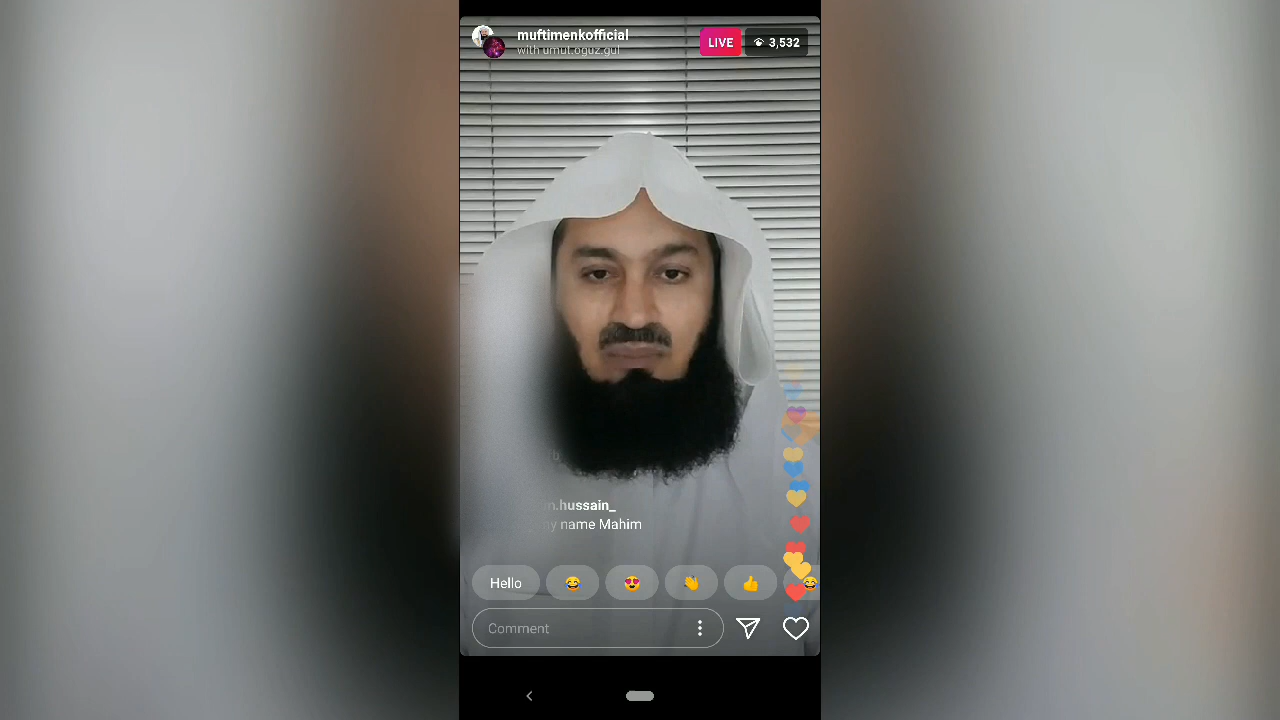 muftimenkofficial
with umut.oguz.gul
LIVE
3,532
n.hussain_
name Mahim
Hello
Comment